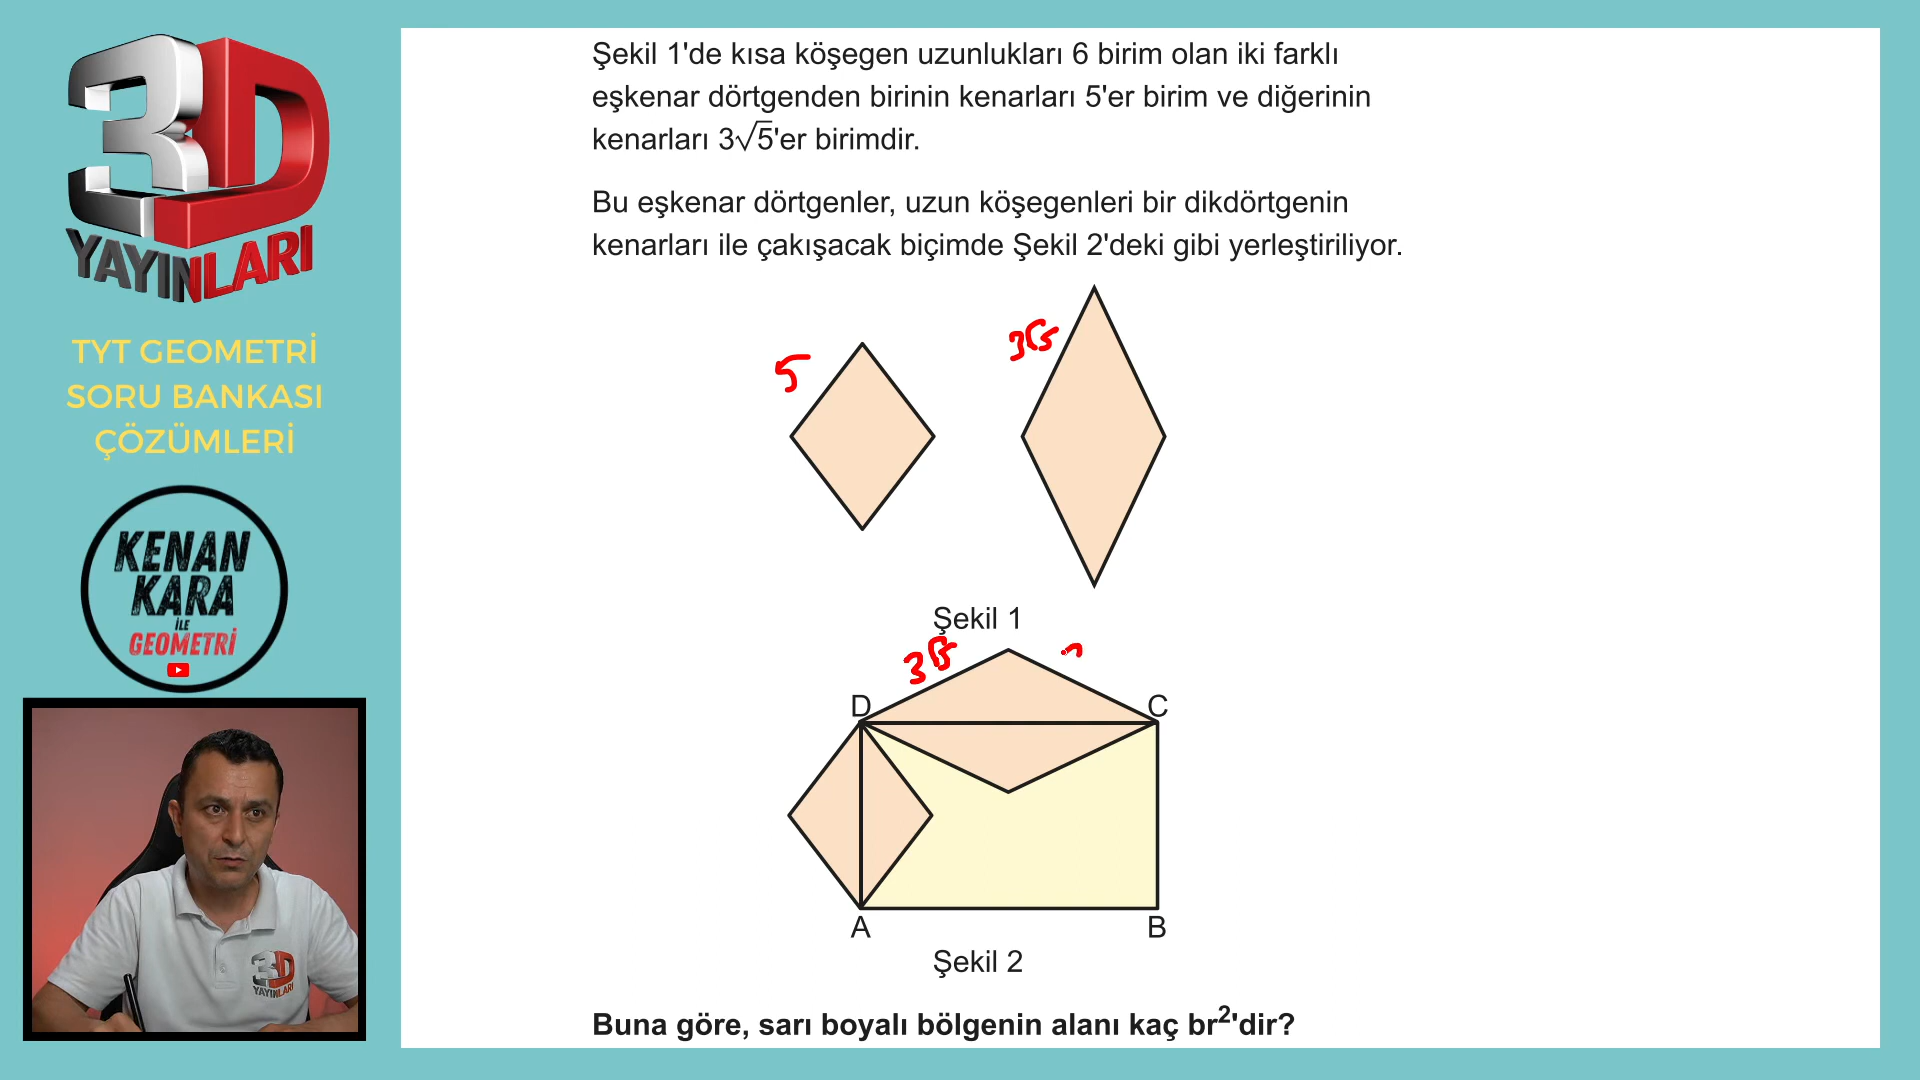 3D
YAYINLARI
TYT GEOMETRİ
SORU BANKASI
ÇÖZÜMLERİ
KENAN
KARA
İLE
GEOMETRİ
3D
YAYINLARI
Şekil 1'de kısa köşegen uzunlukları 6 birim olan iki farklı
eşkenar dörtgenden birinin kenarları 5'er birim ve diğerinin
kenarları 3√5'er birimdir.
Bu eşkenar dörtgenler, uzun köşegenleri bir dikdörtgenin
kenarları ile çakışacak biçimde Şekil 2'deki gibi yerleştiriliyor.
5
3√5
Şekil 1
3√5
D
C
A
B
Şekil 2
Buna göre, sarı boyalı bölgenin alanı kaç br²'dir?